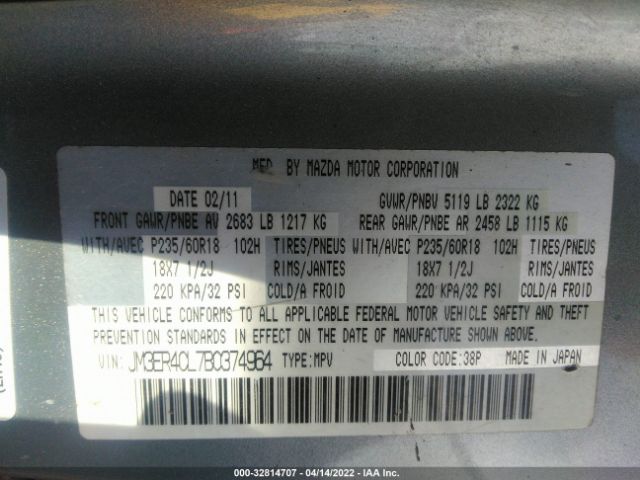 MFD. BY MAZDA MOTOR CORPORATION
DATE 02/11 GVWR/PNBV 5119 LB 2322 KG
FRONT GAWR/PNBE AV 2683 LB 1217 KG REAR GAWR/PNBE AR 2458 LB 1115 KG
WITH/AVEC P235/60R18 102H TIRES/PNEUS WITH/AVEC P235/60R18 102H TIRES/PNEUS
18X7 1/2J RIMS/JANTES 18X7 1/2J RIMS/JANTES
220 KPA/32 PSI COLD/A FROID 220 KPA/32 PSI COLD/A FROID
THIS VEHICLE CONFORMS TO ALL APPLICABLE FEDERAL MOTOR VEHICLE SAFETY AND THEFT
PREVENTION STANDARDS IN EFFECT ON THE DATE OF MANUFACTURE SHOWN ABOVE.
VIN: JM3ER4CL7B0374964 TYPE:MPV COLOR CODE:38P MADE IN JAPAN
000-32814707 - 04/14/2022 - IAA Inc.